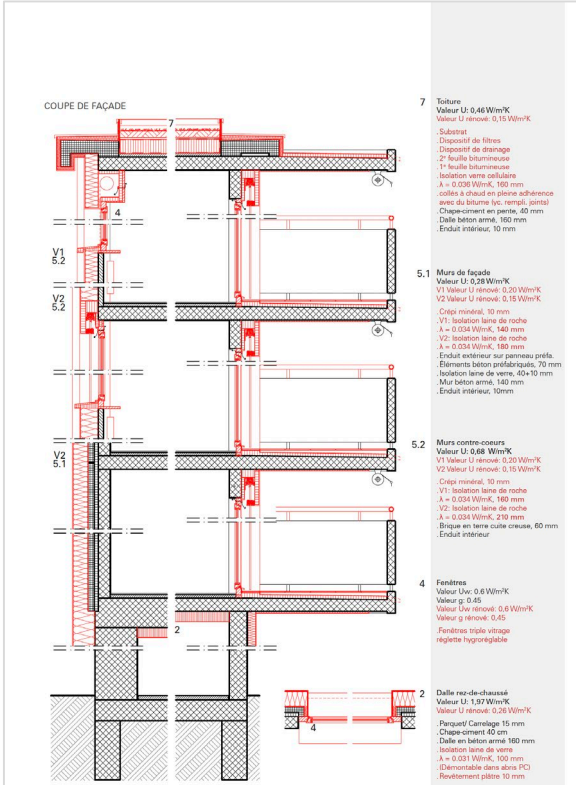 COUPE DE FAÇADE
7
4
V1
5.2
V2
5.2
V2
5.1
2
4
7 Toiture
Valeur U: 0,46 W/m²K
Valeur U rénové: 0,15 W/m²K
.Substrat
.Dispositif de filtres
.Dispositif de drainage
.2ᵉ feuille bitumineuse
.1ᵉ feuille bitumineuse
.Isolation verre cellulaire
.λ = 0.036 W/mK, 160 mm
collés à chaud en pleine adhérence
avec du bitume (yc. rempli. joints)
.Chape-ciment en pente, 40 mm
.Dalle béton armé, 160 mm
.Enduit intérieur, 10 mm
5.1 Murs de façade
Valeur U: 0,28 W/m²K
V1 Valeur U rénové: 0,20 W/m²K
V2 Valeur U rénové: 0,15 W/m²K
.Crépi minéral, 10 mm
.V1: Isolation laine de roche
.λ = 0.034 W/mK, 140 mm
.V2: Isolation laine de roche
.λ = 0.034 W/mK, 180 mm
.Enduit extérieur sur panneau préfa.
.Éléments béton préfabriqués, 70 mm
.Isolation laine de verre, 40+10 mm
.Mur béton armé, 140 mm
.Enduit intérieur, 10mm
5.2 Murs contre-coeurs
Valeur U: 0,68 W/m²K
V1 Valeur U rénové: 0,20 W/m²K
V2 Valeur U rénové: 0,15 W/m²K
.Crépi minéral, 10 mm
.V1: Isolation laine de roche
.λ = 0.034 W/mK, 160 mm
.V2: Isolation laine de roche
.λ = 0.034 W/mK, 210 mm
.Brique en terre cuite creuse, 60 mm
.Enduit intérieur
4 Fenêtres
Valeur Uw: 0.6 W/m²K
Valeur g: 0.45
Valeur Uw rénové: 0,6 W/m²K
Valeur g rénové: 0,45
.Fenêtres triple vitrage
réglette hygroréglable
2 Dalle rez-de-chaussé
Valeur U: 1,97 W/m²K
Valeur U rénové: 0,26 W/m²K
.Parquet/ Carrelage 15 mm
.Chape-ciment 40 cm
.Dalle en béton armé 160 mm
.Isolation laine de verre
.λ = 0.031 W/mK, 100 mm
.(Démontable dans abris PC)
.Revêtement plâtre 10 mm